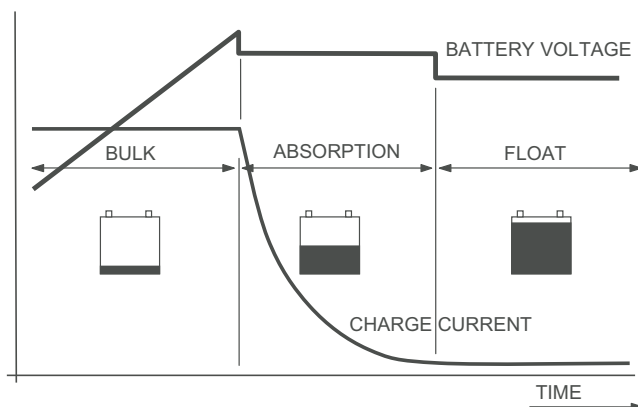 BATTERY VOLTAGE
BULK
ABSORPTION
FLOAT
CHARGE CURRENT
TIME